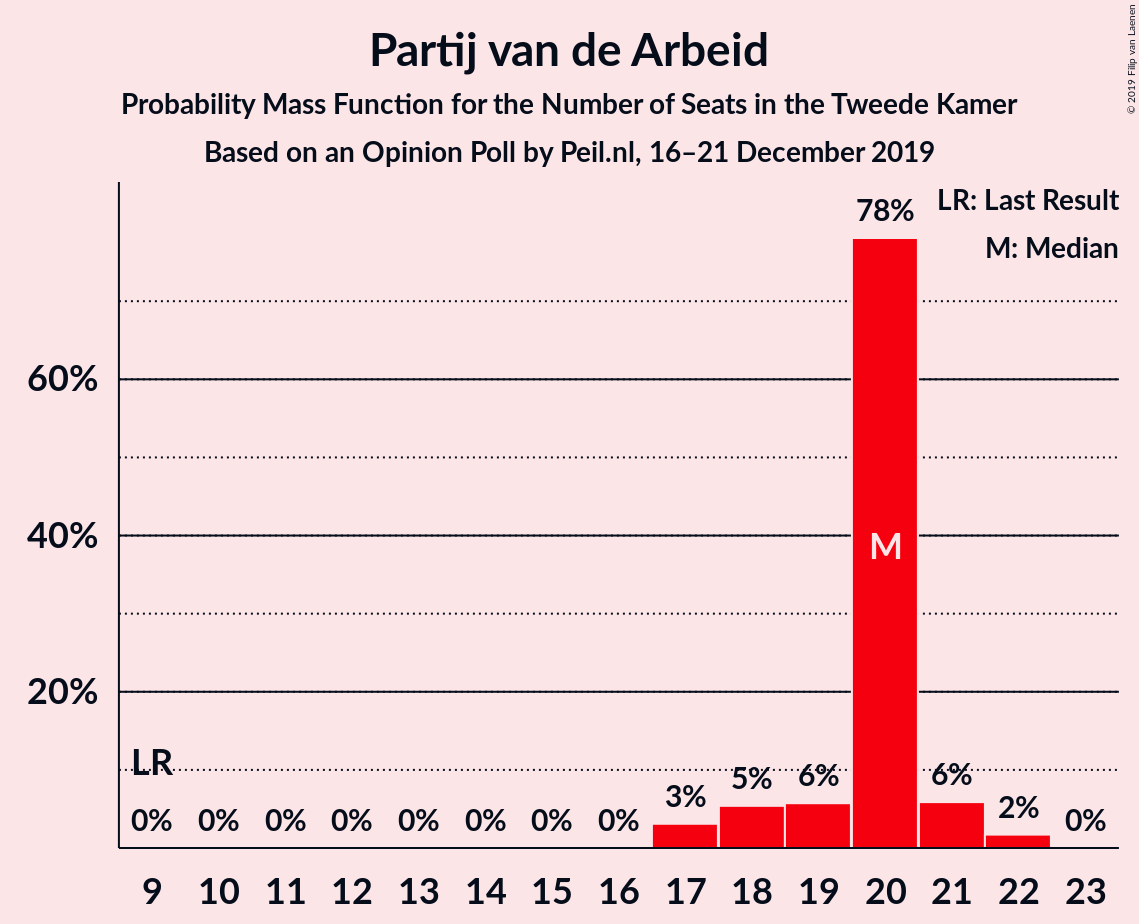 Partij van de Arbeid
Probability Mass Function for the Number of Seats in the Tweede Kamer
Based on an Opinion Poll by Peil.nl, 16–21 December 2019
© 2019 Filip van Laenen
LR: Last Result
M: Median
78%
60%
40%
20%
M
LR
0% 0% 0% 0% 0% 0% 0% 0% 3% 5% 6% 6% 2% 0%
9 10 11 12 13 14 15 16 17 18 19 20 21 22 23